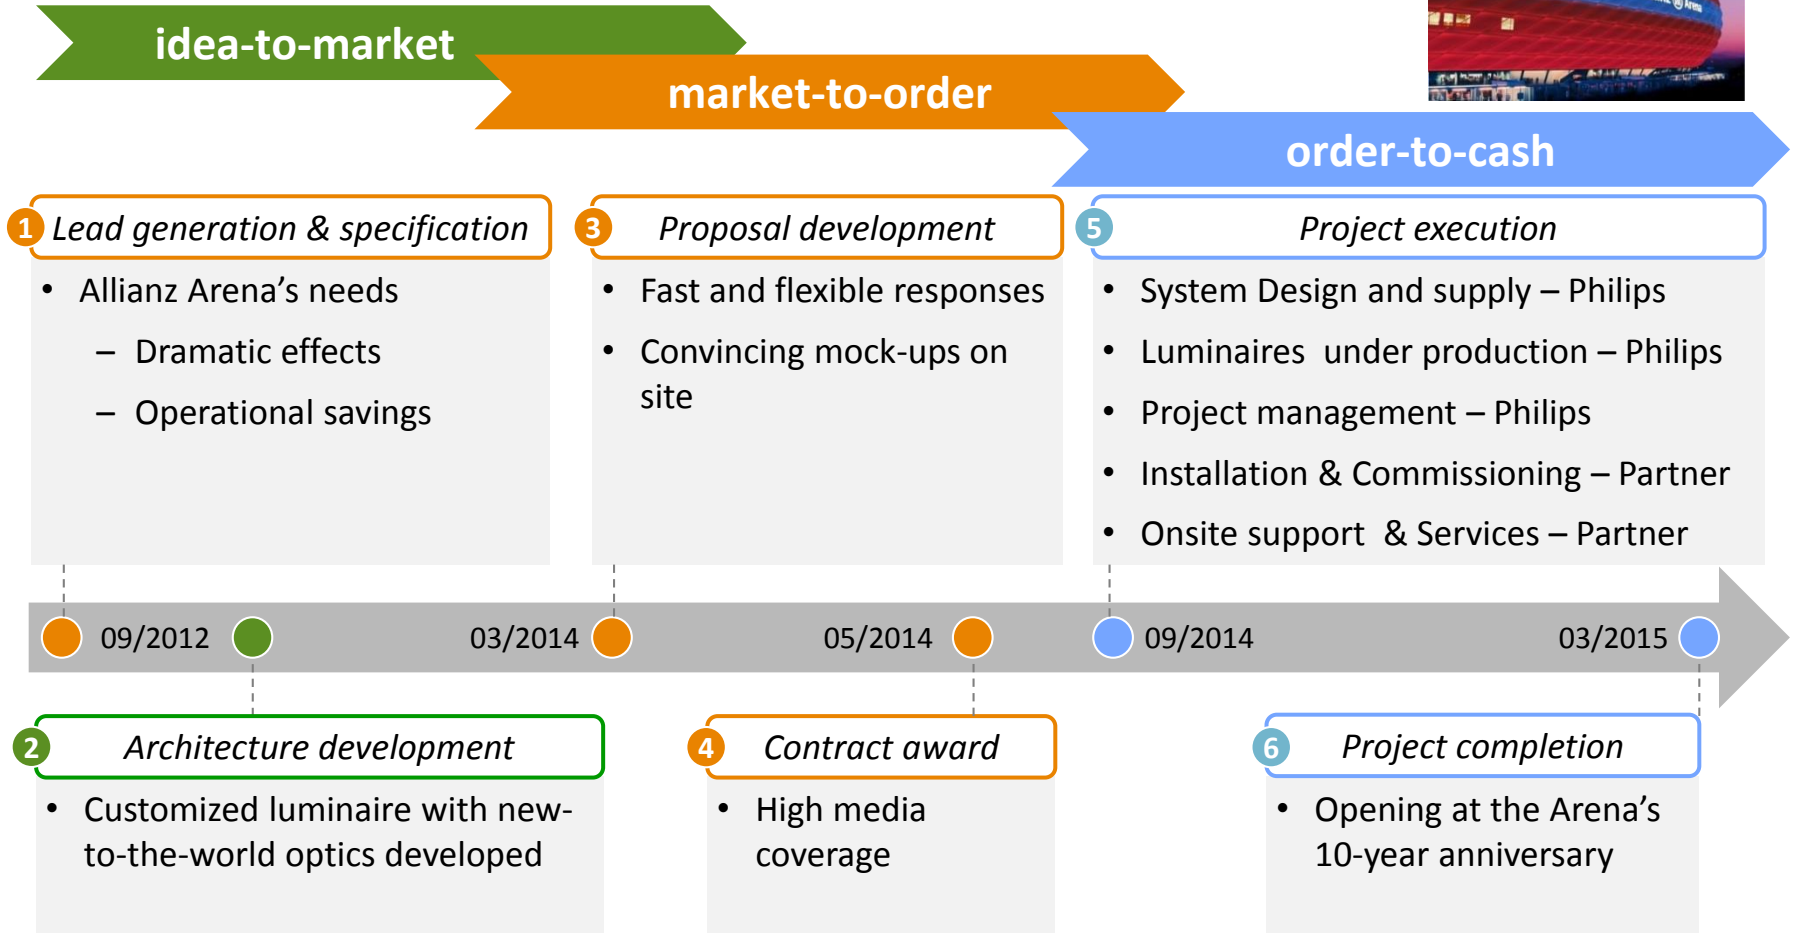 idea-to-market
market-to-order
Arena
order-to-cash
1 Lead generation & specification
• Allianz Arena’s needs
– Dramatic effects
– Operational savings
3 Proposal development
• Fast and flexible responses
• Convincing mock-ups on
site
5 Project execution
• System Design and supply – Philips
• Luminaires  under production – Philips
• Project management – Philips
• Installation & Commissioning – Partner
• Onsite support  & Services – Partner
09/2012
03/2014
05/2014
09/2014
03/2015
2 Architecture development
• Customized luminaire with new-
to-the-world optics developed
4 Contract award
• High media
coverage
6 Project completion
• Opening at the Arena’s
10-year anniversary